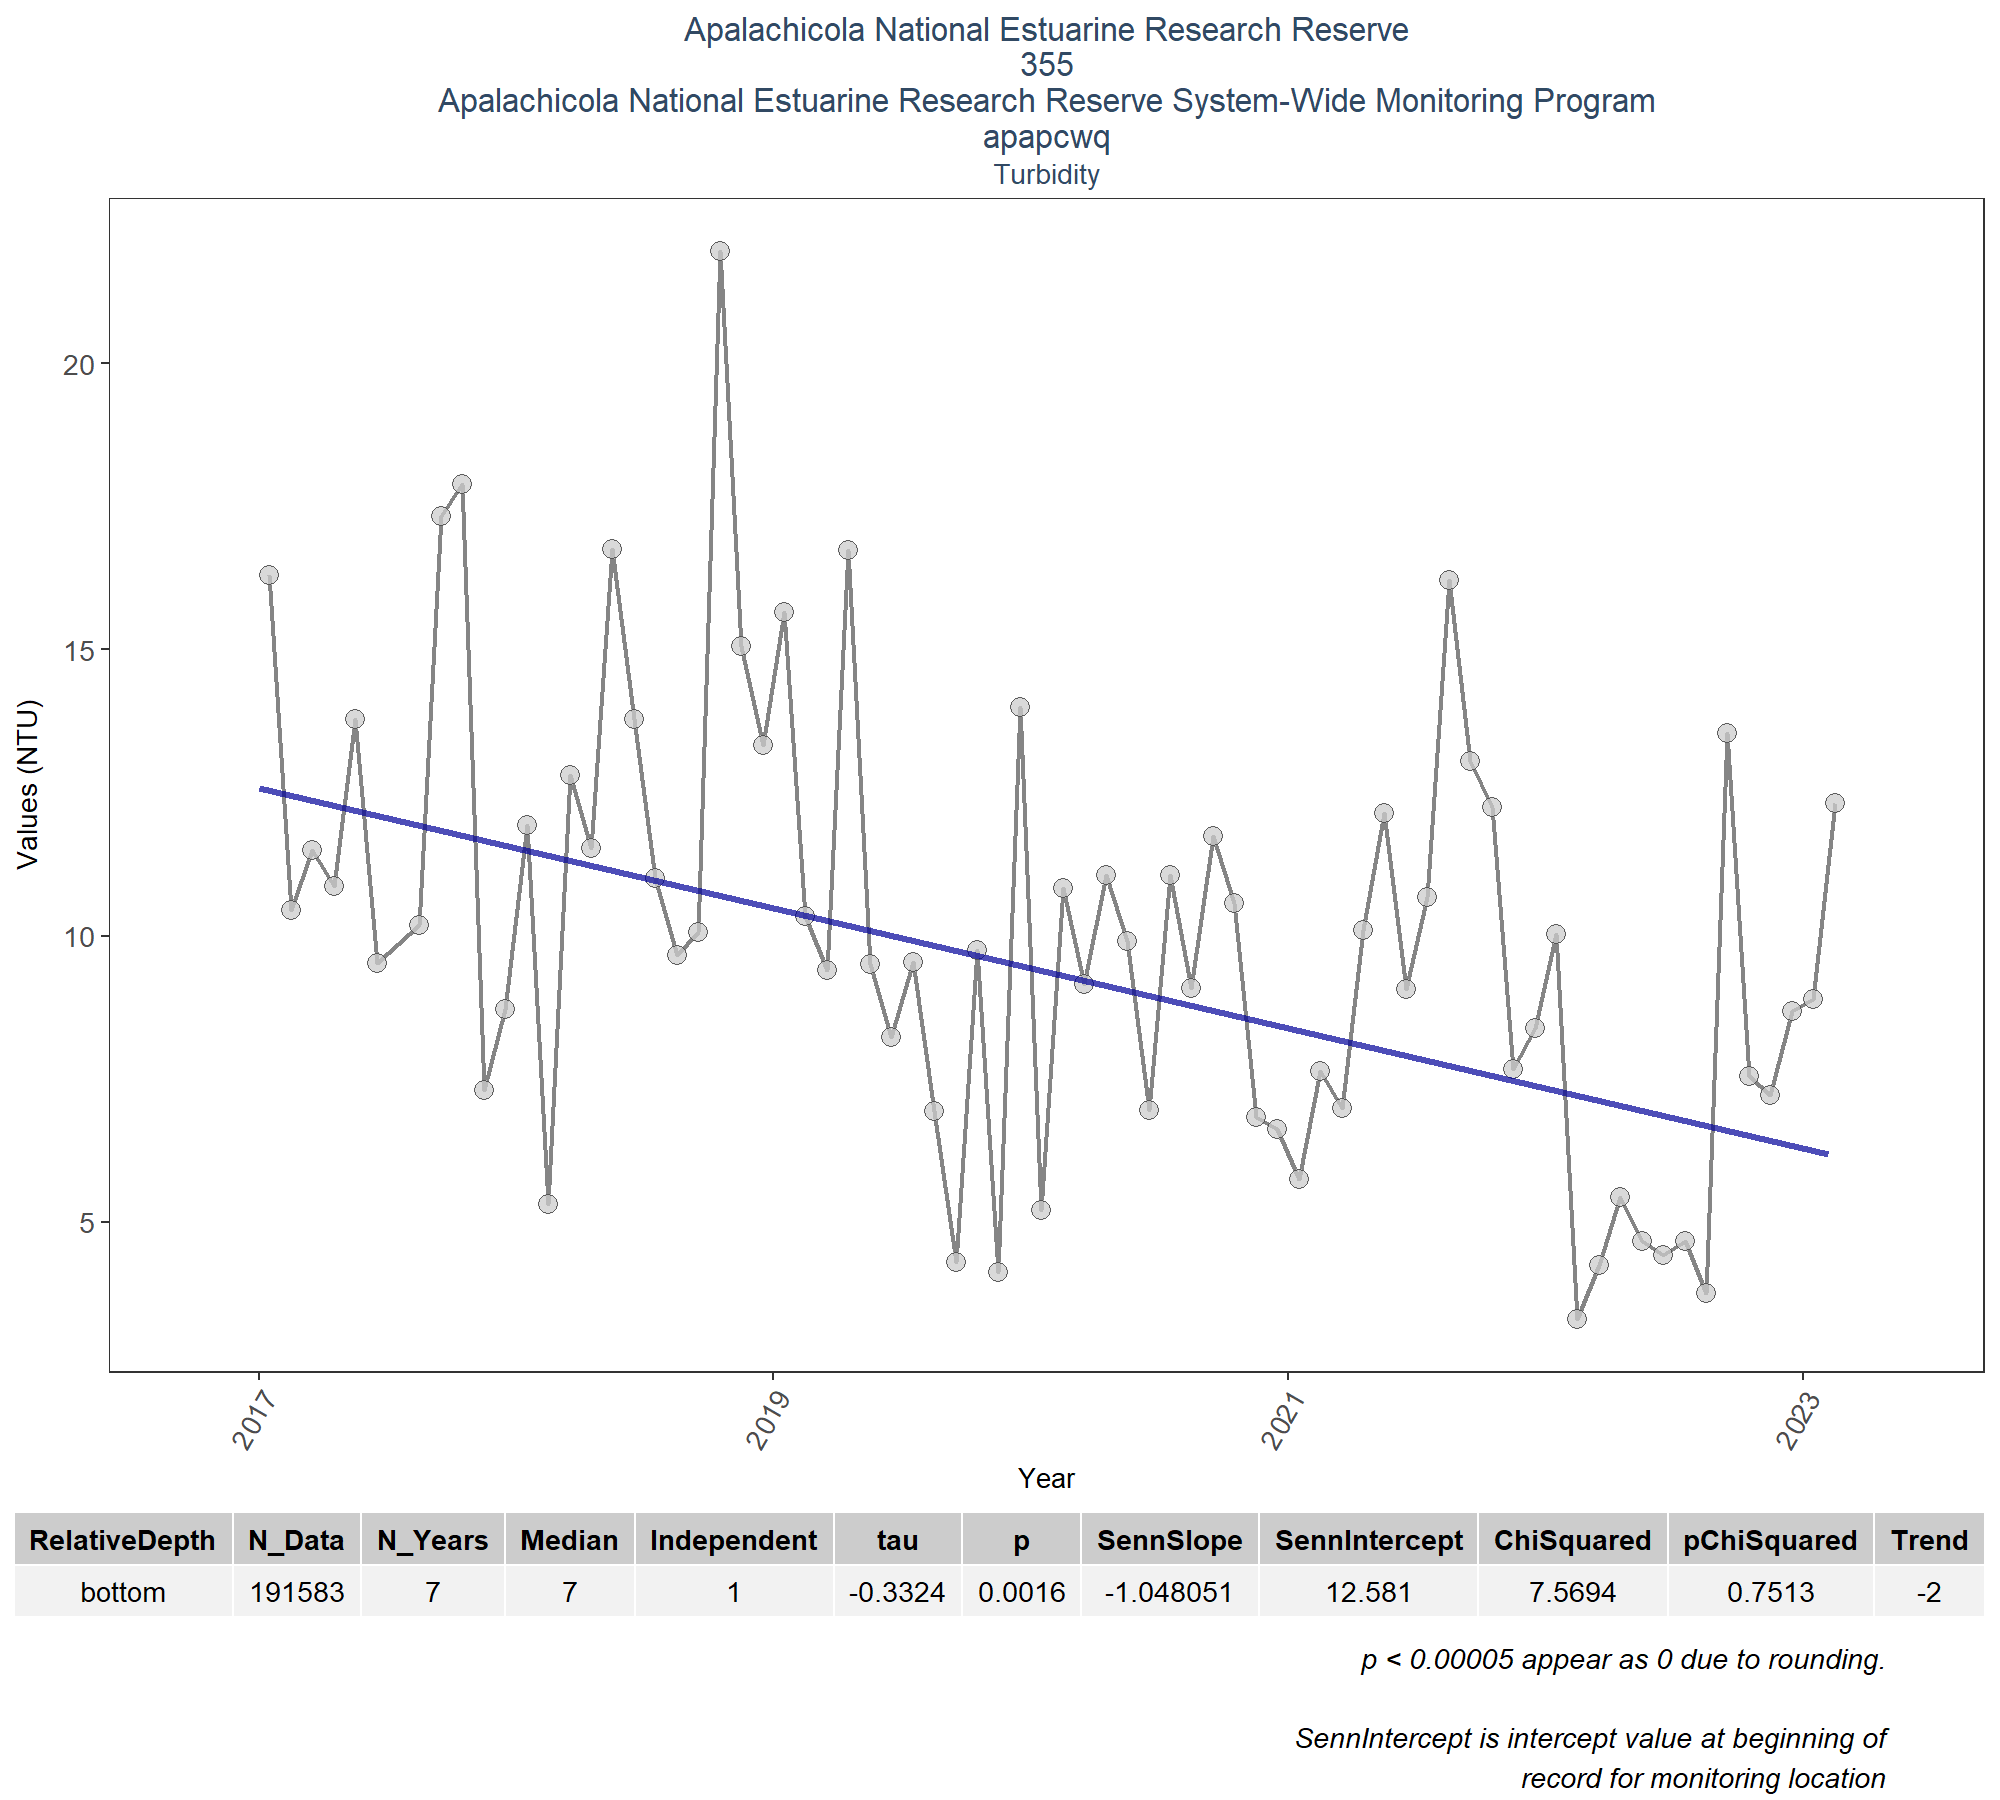 Apalachicola National Estuarine Research Reserve
355
Apalachicola National Estuarine Research Reserve System-Wide Monitoring Program
apapcwq
Turbidity
Values (NTU)
20
15
10
5
2017 2019 2021 2023
Year
RelativeDepth N_Data N_Years Median Independent tau p SennSlope SennIntercept ChiSquared pChiSquared Trend
bottom 191583 7 7 1 -0.3324 0.0016 -1.048051 12.581 7.5694 0.7513 -2
p < 0.00005 appear as 0 due to rounding.
SennIntercept is intercept value at beginning of
record for monitoring location